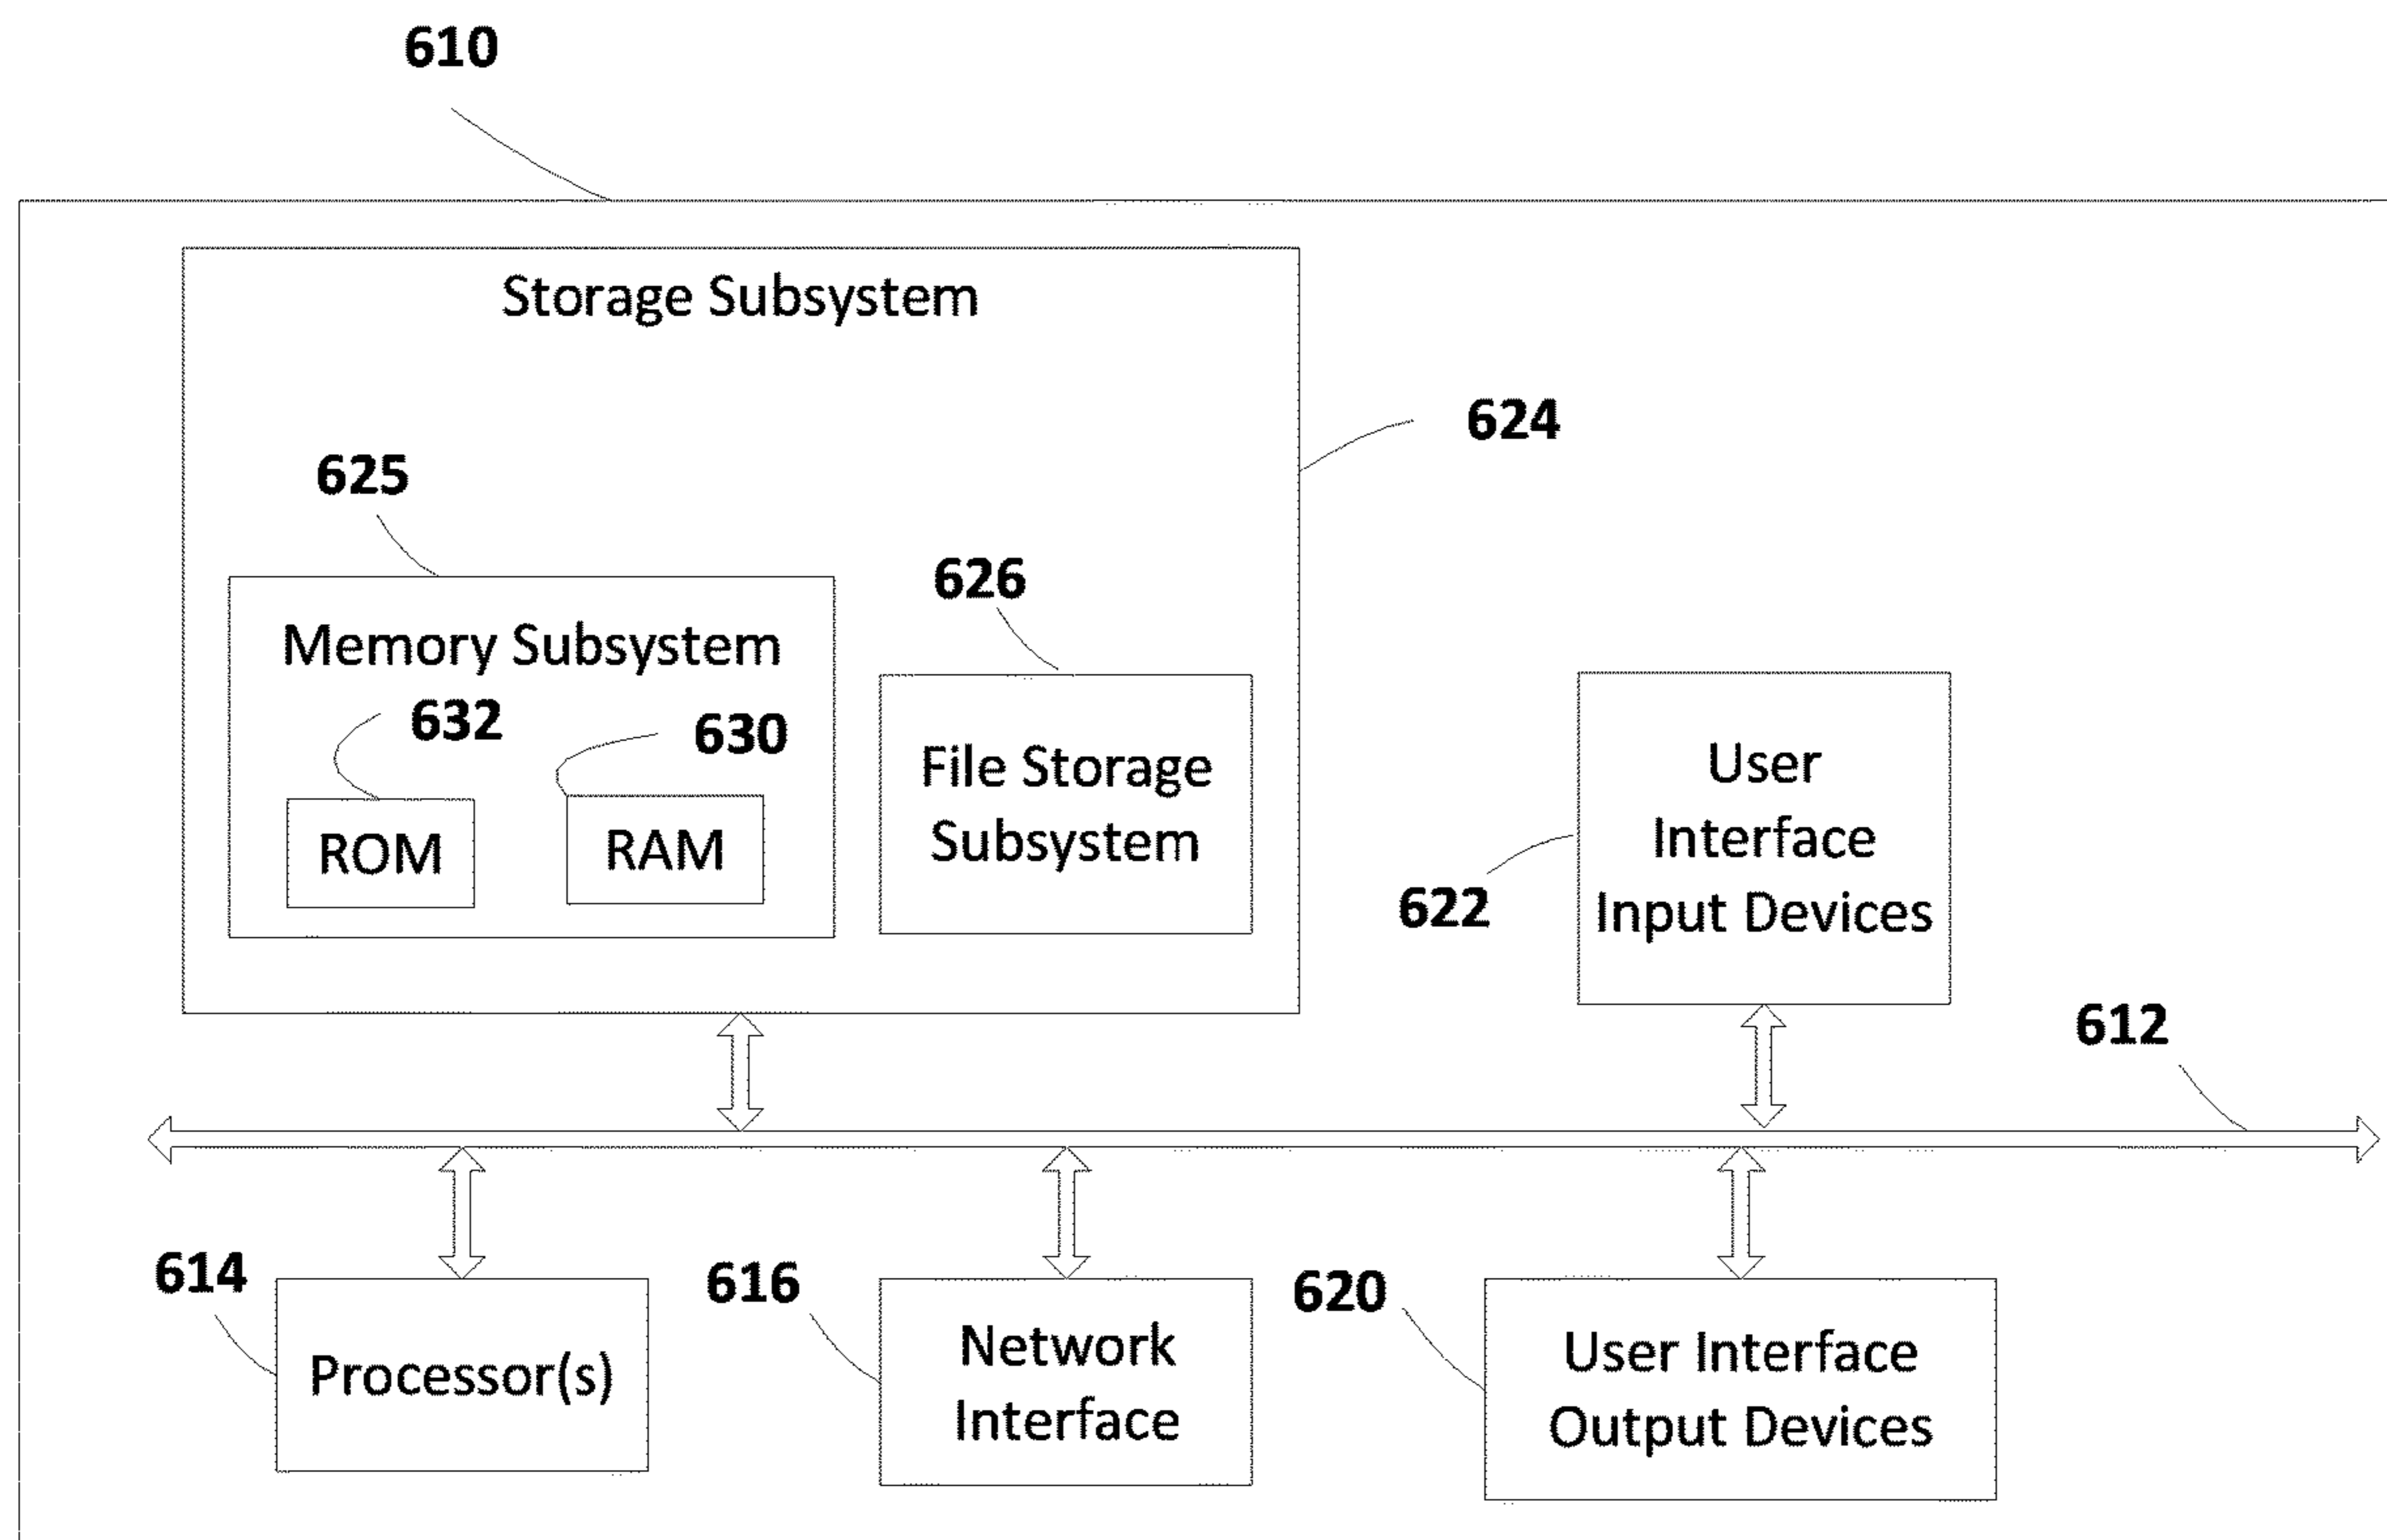 610
Storage Subsystem
624
625
626
Memory Subsystem
632
630
ROM
RAM
File Storage
Subsystem
User
Interface
Input Devices
622
612
614
616
620
Processor(s)
Network
Interface
User Interface
Output Devices